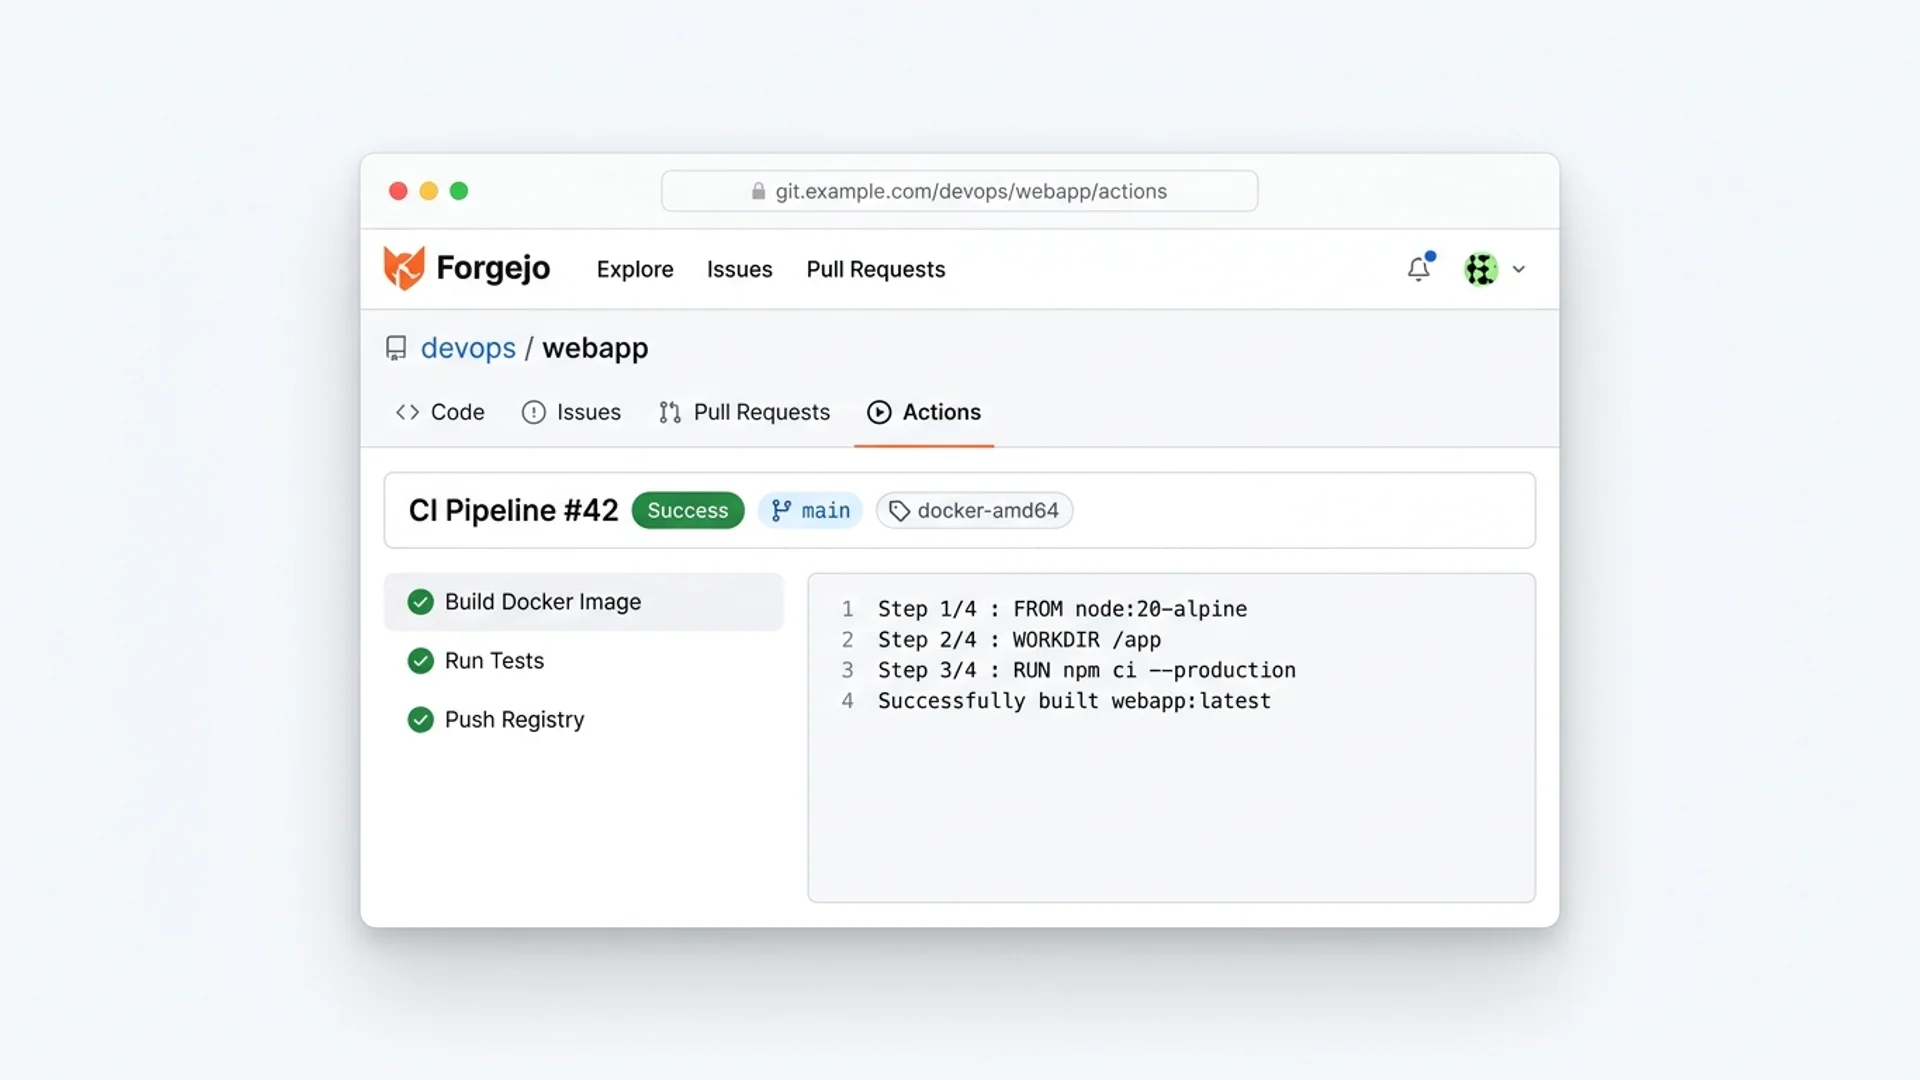 git.example.com/devops/webapp/actions
Forgejo Explore Issues Pull Requests
devops / webapp
Code Issues Pull Requests Actions
CI Pipeline #42 Success main docker-amd64
Build Docker Image
Run Tests
Push Registry
1 Step 1/4 : FROM node:20-alpine
2 Step 2/4 : WORKDIR /app
3 Step 3/4 : RUN npm ci --production
4 Successfully built webapp:latest